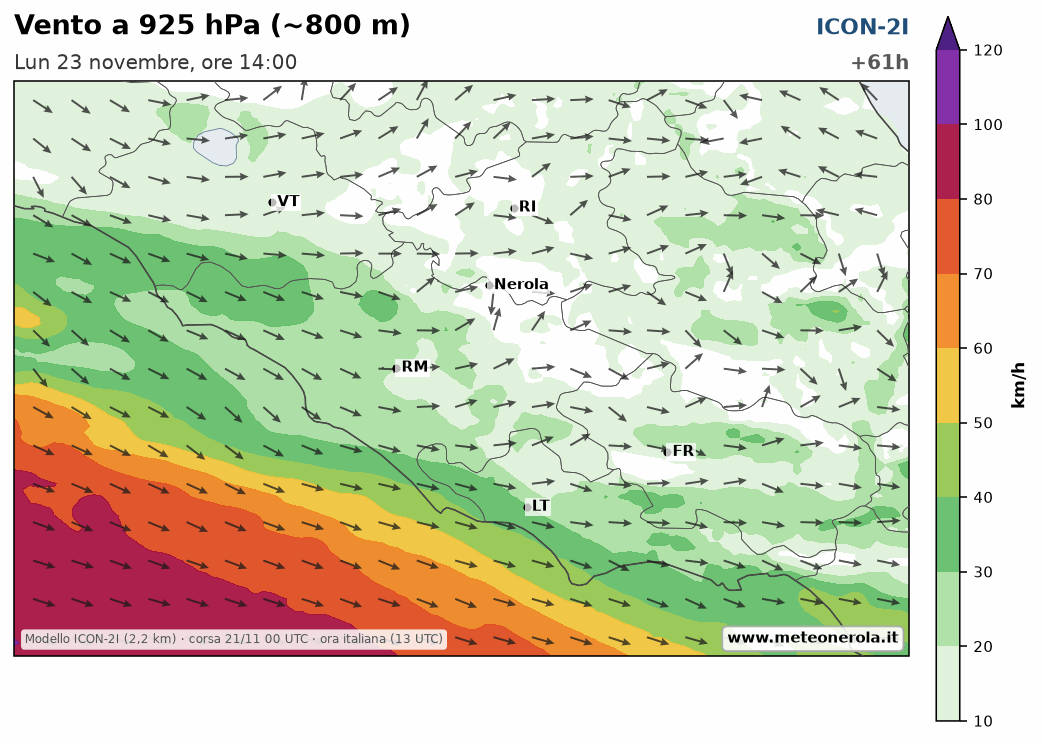 Vento a 925 hPa (~800 m)
ICON-2I
Lun 23 novembre, ore 14:00
+61h
VT
RI
Nerola
RM
FR
LT
Modello ICON-2I (2,2 km) · corsa 21/11 00 UTC · ora italiana (13 UTC)
www.meteonerola.it
120
100
80
70
60
50
40
30
20
10
km/h